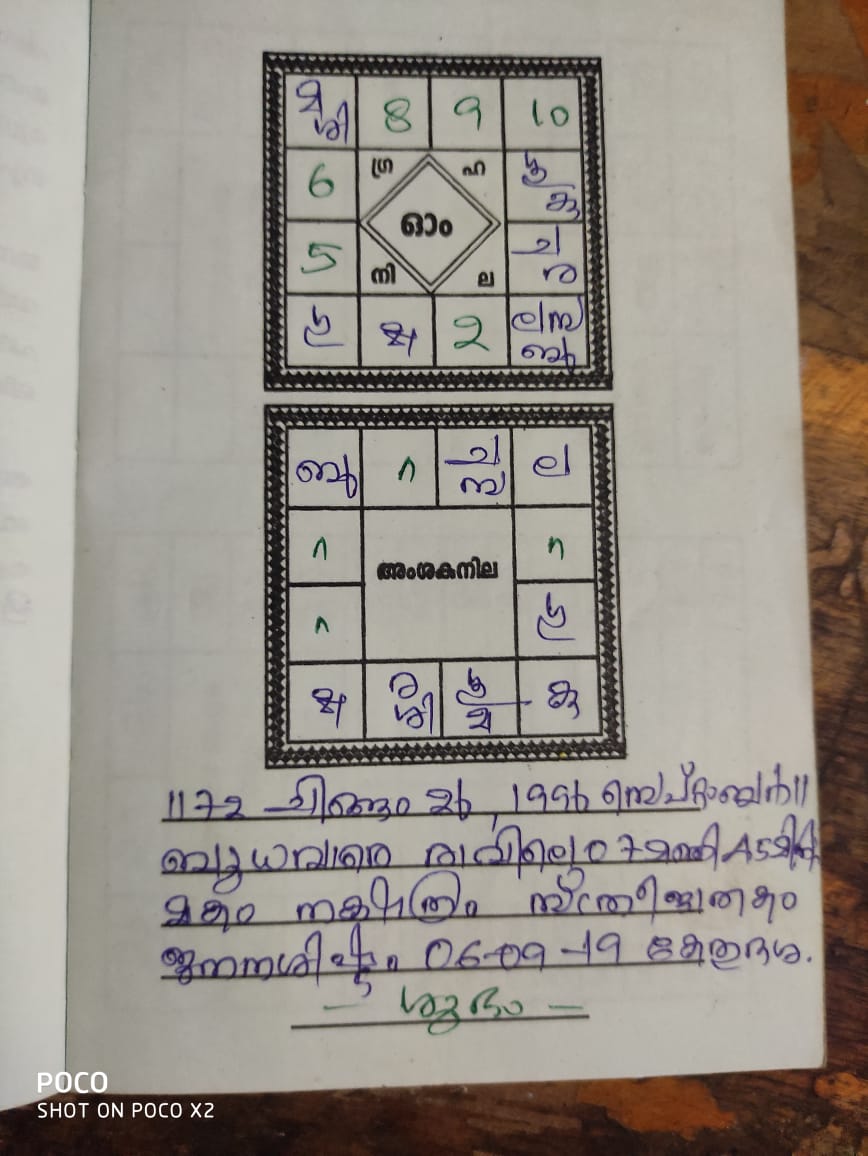 മ
ശി 8 9 10
6 ഗ്ര ഹ ശു
കു
ഓം
5 നി ല ച
ര
ഗു 2 ല സ
ബു
ബു ച
സ ല
അംശകനില
ഗു
ര
ശി ശു
മ കു
1172 ചിങ്ങം 26, 1996 സെപ്റ്റംബർ 11
ബുധനാഴ്ച രാവിലെ 07 മണി 45 മിനി
മകം നക്ഷത്രം സ്ത്രീജാതകം
ജനനശിഷ്ടം 06-09-19 കേതുദശ.
— ശുഭം —
POCO
SHOT ON POCO X2